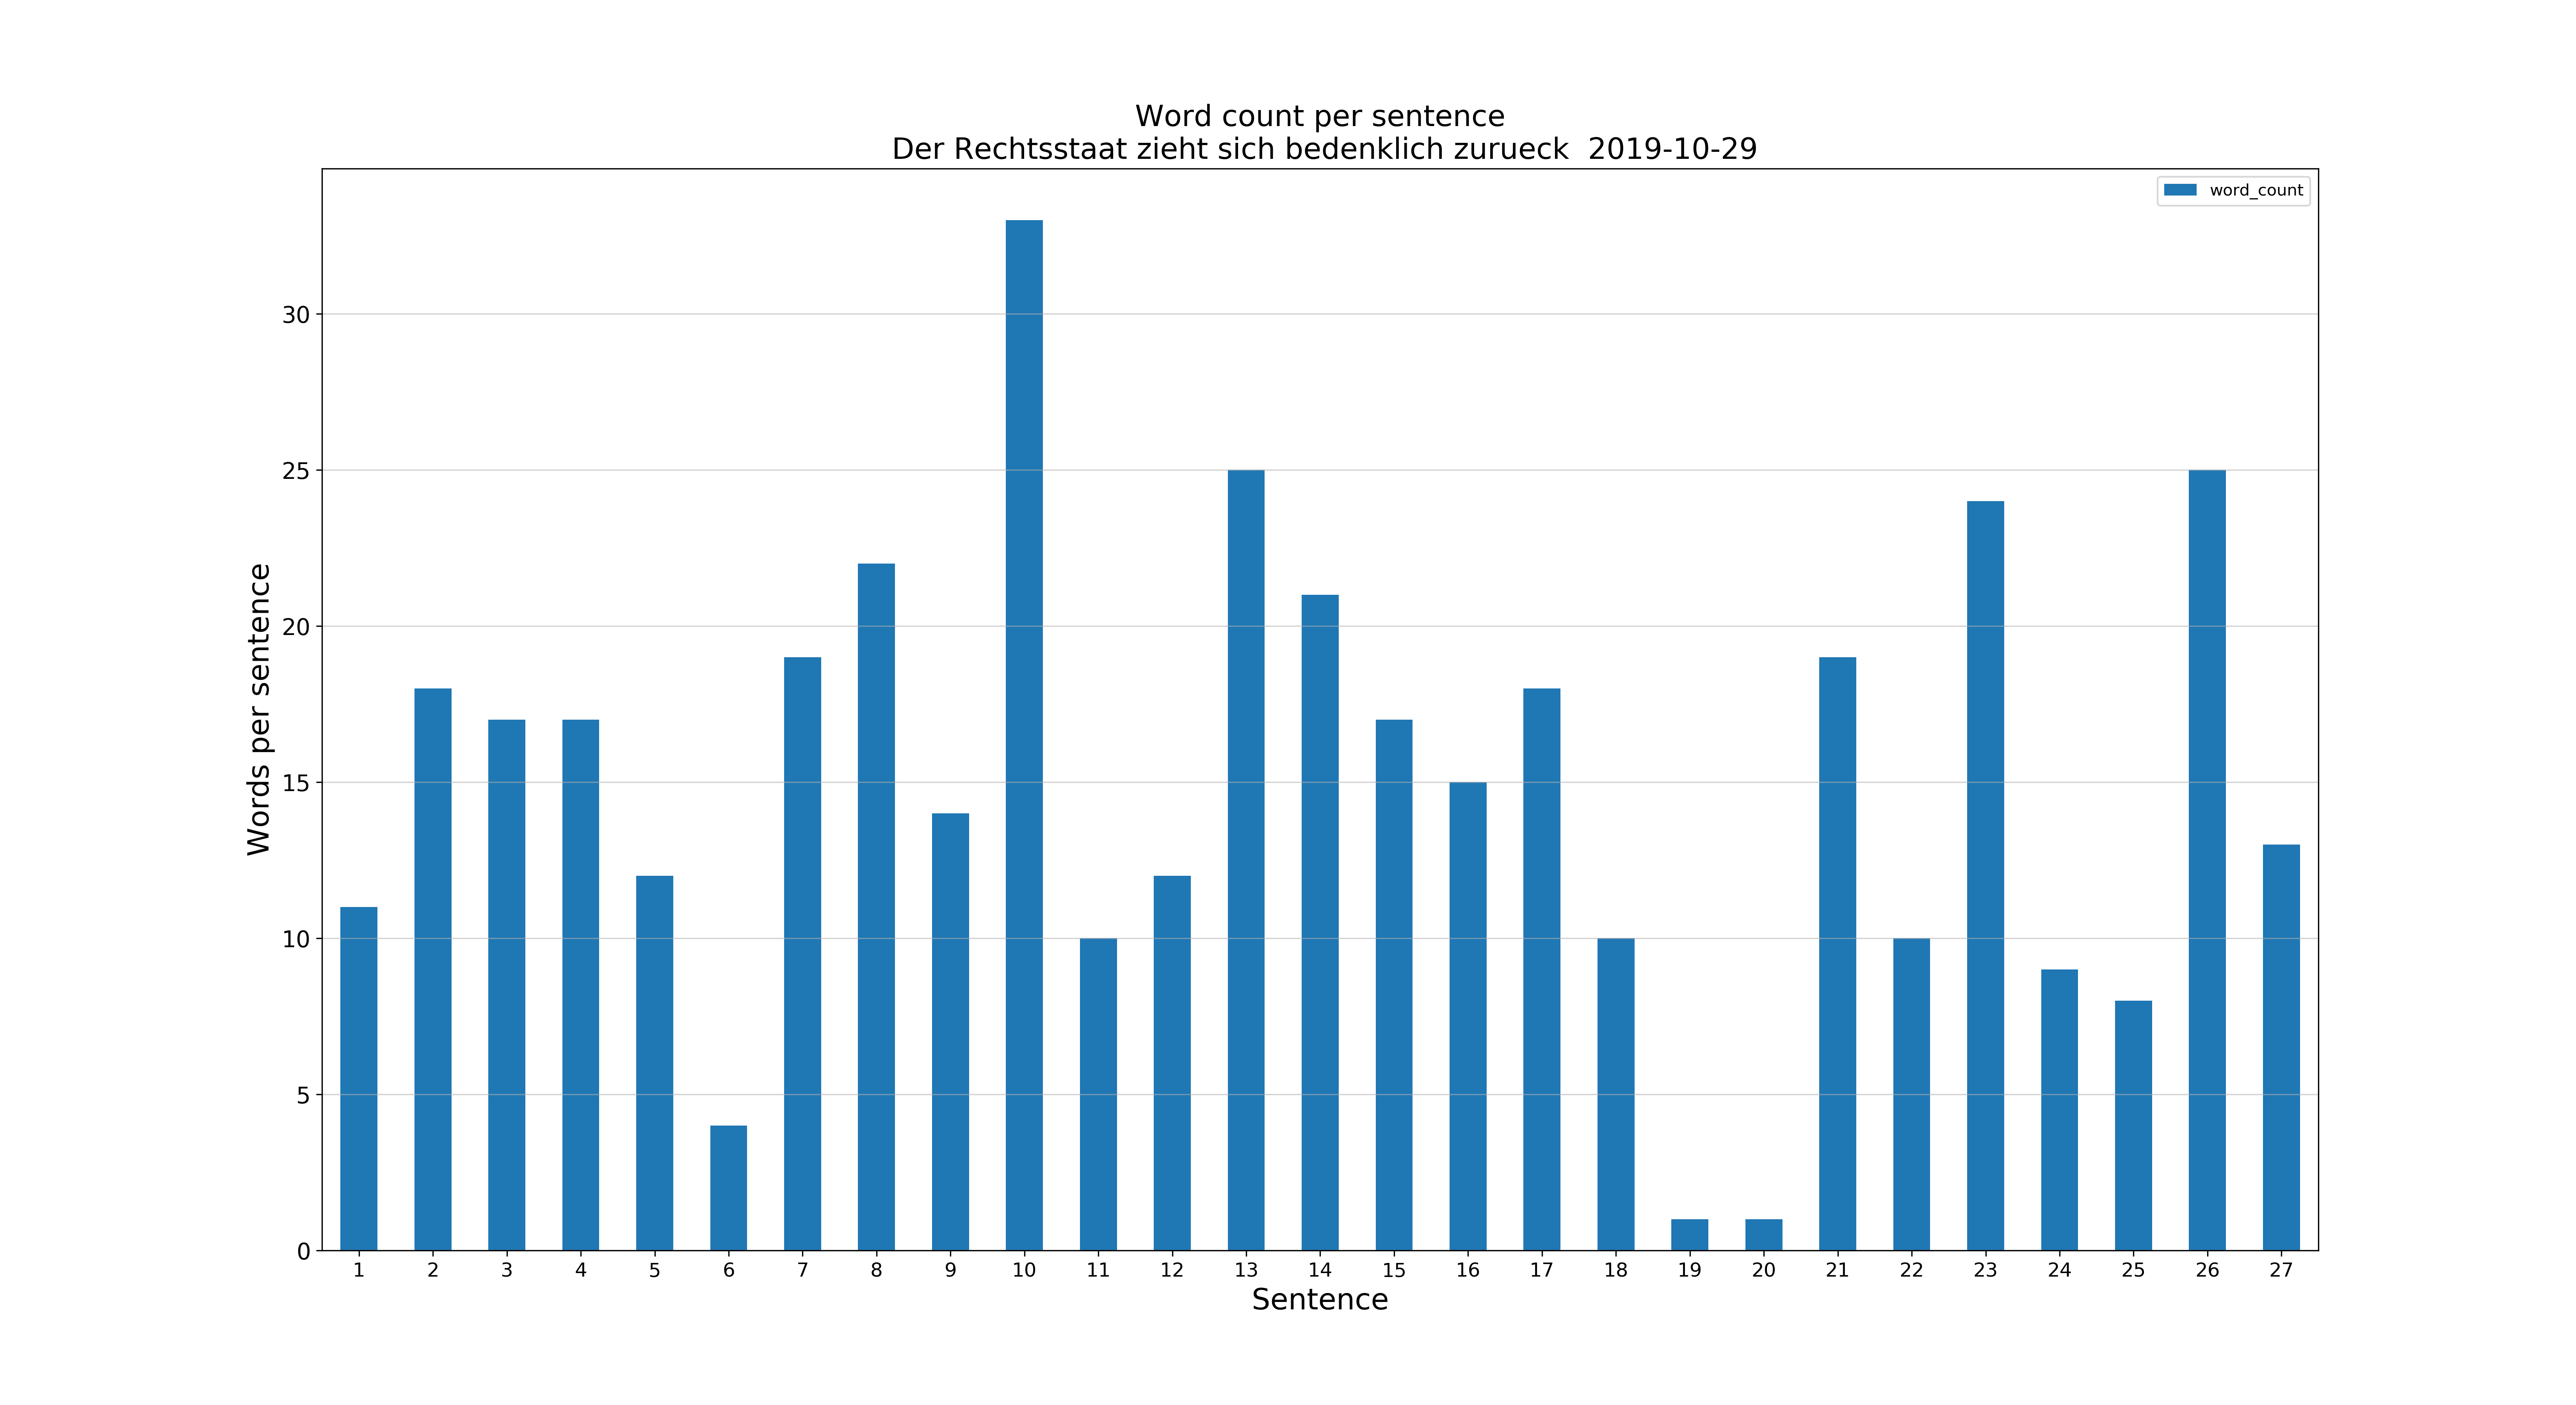 Word count per sentence
Der Rechtsstaat zieht sich bedenklich zurueck  2019-10-29
word_count
30
25
20
15
10
5
0
Words per sentence
1 2 3 4 5 6 7 8 9 10 11 12 13 14 15 16 17 18 19 20 21 22 23 24 25 26 27
Sentence